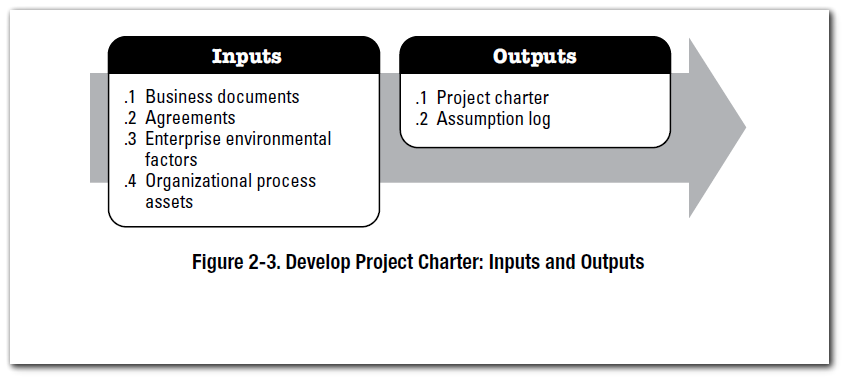 Inputs
.1 Business documents
.2 Agreements
.3 Enterprise environmental
factors
.4 Organizational process
assets
Outputs
.1 Project charter
.2 Assumption log
Figure 2-3. Develop Project Charter: Inputs and Outputs